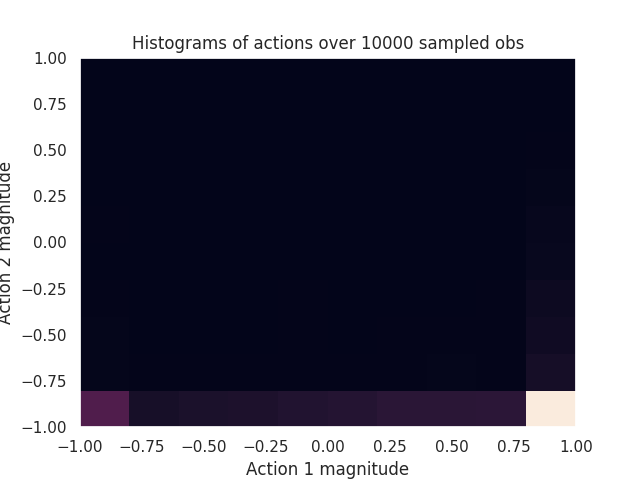 Histograms of actions over 10000 sampled obs
1.00
0.75
0.50
0.25
0.00
−0.25
−0.50
−0.75
−1.00
Action 2 magnitude
−1.00 −0.75 −0.50 −0.25 0.00 0.25 0.50 0.75 1.00
Action 1 magnitude